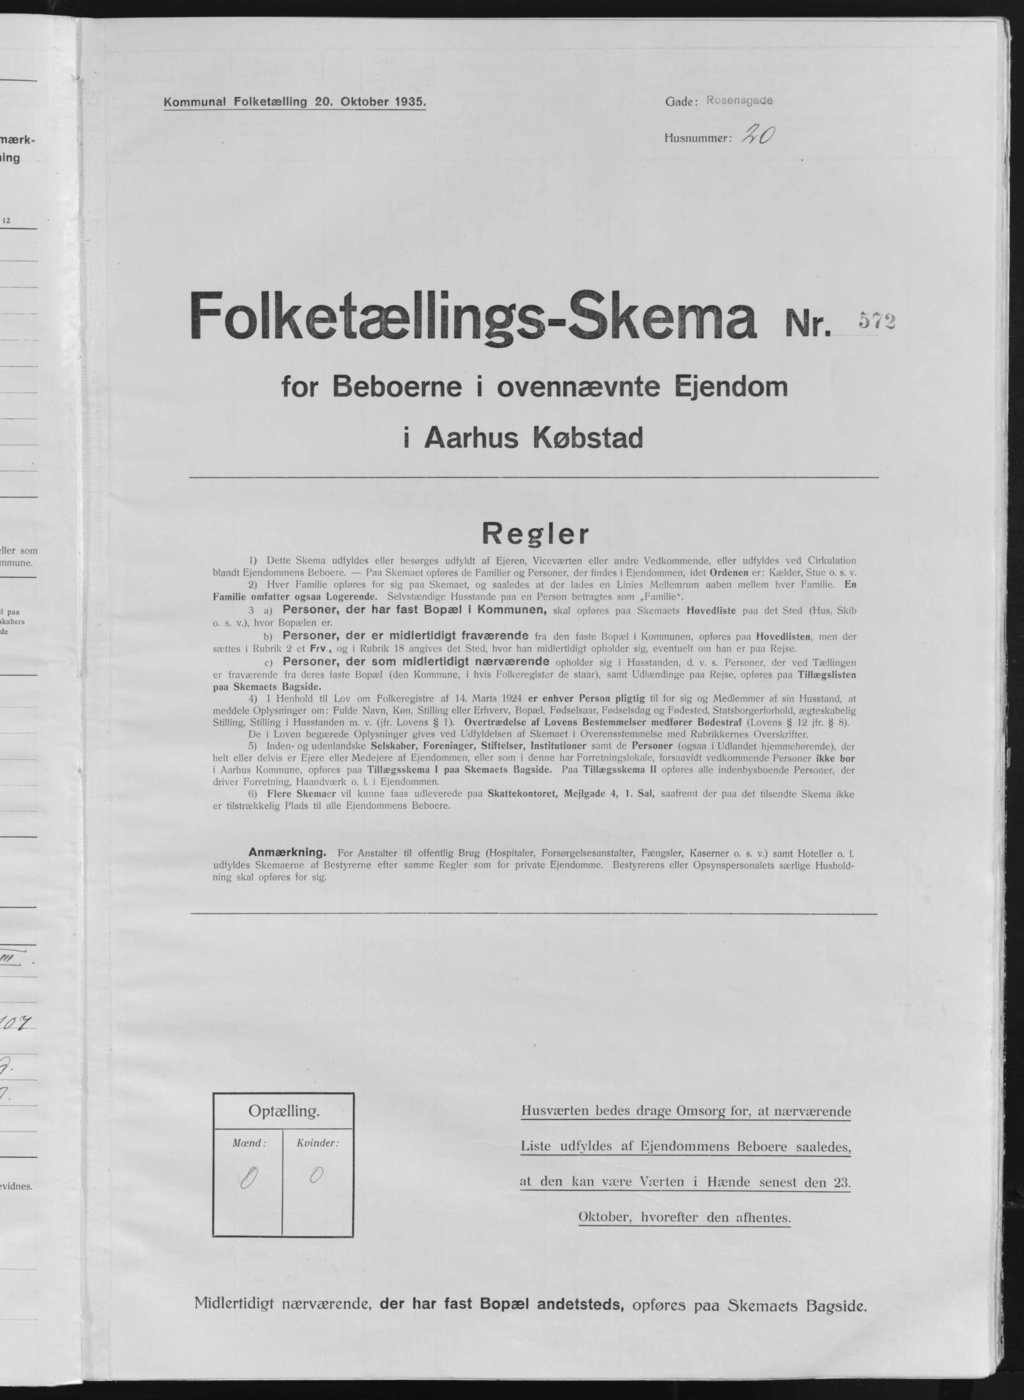 Kommunal Folketælling 20. Oktober 1935.
Gade: Rosensgade
Husnummer: 20
Folketællings-Skema Nr. 572
for Beboerne i ovennævnte Ejendom
i Aarhus Købstad
Regler
1) Dette Skema udfyldes eller besørges udfyldt af Ejeren, Viceværten eller andre Vedkommende, eller udfyldes ved Cirkulation
blandt Ejendommens Beboere. — Paa Skemaet opføres de Familier og Personer, der findes i Ejendommen, idet Ordenen er: Kælder, Stue o. s. v.
2) Hver Familie opføres for sig paa Skemaet, og saaledes at der lades en Linies Mellemrum aaben mellem hver Familie. En
Familie omfatter ogsaa Logerende. Selvstændige Husstande paa en Person betragtes som „Familie“.
3 a) Personer, der har fast Bopæl i Kommunen, skal opføres paa Skemaets Hovedliste paa det Sted (Hus, Skib
o. s. v.), hvor Bopælen er.
b) Personer, der er midlertidigt fraværende fra den faste Bopæl i Kommunen, opføres paa Hovedlisten, men der
sættes i Rubrik 2 et Frv., og i Rubrik 18 angives det Sted, hvor han midlertidigt opholder sig, eventuelt om han er paa Rejse.
c) Personer, der som midlertidigt nærværende opholder sig i Husstanden, d. v. s. Personer, der ved Tællingen
er fraværende fra deres faste Bopæl (den Kommune, i hvis Folkeregister de staar), samt Udlændinge paa Rejse, opføres paa Tillægslisten
paa Skemaets Bagside.
4) I Henhold til Lov om Folkeregistre af 14. Marts 1924 er enhver Person pligtig til for sig og Medlemmer af sin Husstand, at
meddele Oplysninger om: Fulde Navn, Køn, Stilling eller Erhverv, Bopæl, Fødselsaar, Fødselsdag og Fødested, Statsborgerforhold, ægteskabelig
Stilling, Stilling i Husstanden m. v. (jfr. Lovens § 1). Overtrædelse af Lovens Bestemmelser medfører Bødestraf (Lovens § 12 jfr. § 8).
De i Loven begærede Oplysninger gives ved Udfyldelsen af Skemaet i Overensstemmelse med Rubrikkernes Overskrifter.
5) Inden- og udenlandske Selskaber, Foreninger, Stiftelser, Institutioner samt de Personer (ogsaa i Udlandet hjemmehørende), der
helt eller delvis er Ejere eller Medejere af Ejendommen, eller som i denne har Forretningslokale, forsaavidt vedkommende Personer ikke bor
i Aarhus Kommune, opføres paa Tillægsskema I paa Skemaets Bagside. Paa Tillægsskema II opføres alle indenbysboende Personer, der
driver Forretning, Haandværk o. l. i Ejendommen.
6) Flere Skemaer vil kunne faas udleverede paa Skattekontoret, Mejlgade 4, 1. Sal, saafremt der paa det tilsendte Skema ikke
er tilstrækkelig Plads til alle Ejendommens Beboere.
Anmærkning. For Anstalter til offentlig Brug (Hospitaler, Forsørgelsesanstalter, Fængsler, Kaserner o. s. v.) samt Hoteller o. l.
udfyldes Skemaerne af Bestyrerne efter samme Regler som for private Ejendomme. Bestyrerens eller Opsynspersonalets særlige Hushold-
ning skal opføres for sig.
Optælling.
Mænd: Kvinder:
0 0
Husværten bedes drage Omsorg for, at nærværende
Liste udfyldes af Ejendommens Beboere saaledes,
at den kan være Værten i Hænde senest den 23.
Oktober, hvorefter den afhentes.
Midlertidigt nærværende, der har fast Bopæl andetsteds, opføres paa Skemaets Bagside.